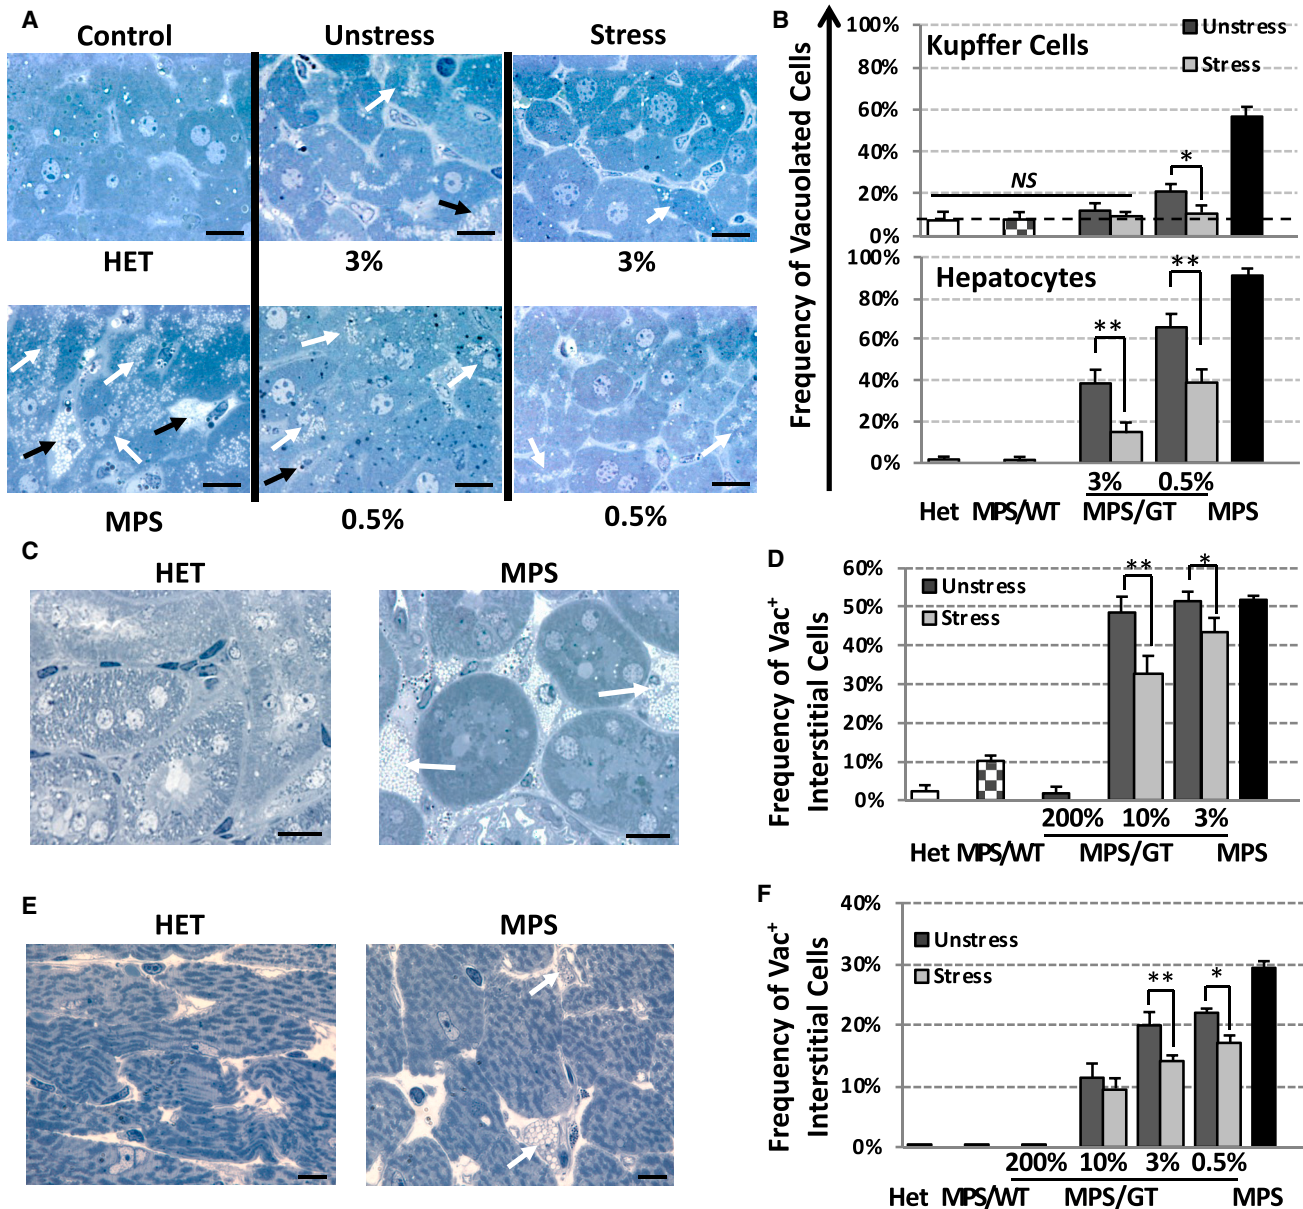 A
Control
Unstress
Stress
HET
3%
3%
MPS
0.5%
0.5%
B
Frequency of Vacuolated Cells
Kupffer Cells
Unstress
Stress
100%
80%
60%
40%
20%
0%
NS
*
Hepatocytes
100%
80%
60%
40%
20%
0%
**
**
3%
0.5%
Het
MPS/WT
MPS/GT
MPS
C
HET
MPS
D
Frequency of Vac+
Interstitial Cells
Unstress
Stress
60%
50%
40%
30%
20%
10%
0%
**
*
200%
10%
3%
Het
MPS/WT
MPS/GT
MPS
E
HET
MPS
F
Frequency of Vac+
Interstitial Cells
Unstress
Stress
40%
30%
20%
10%
0%
**
*
200%
10%
3%
0.5%
Het
MPS/WT
MPS/GT
MPS